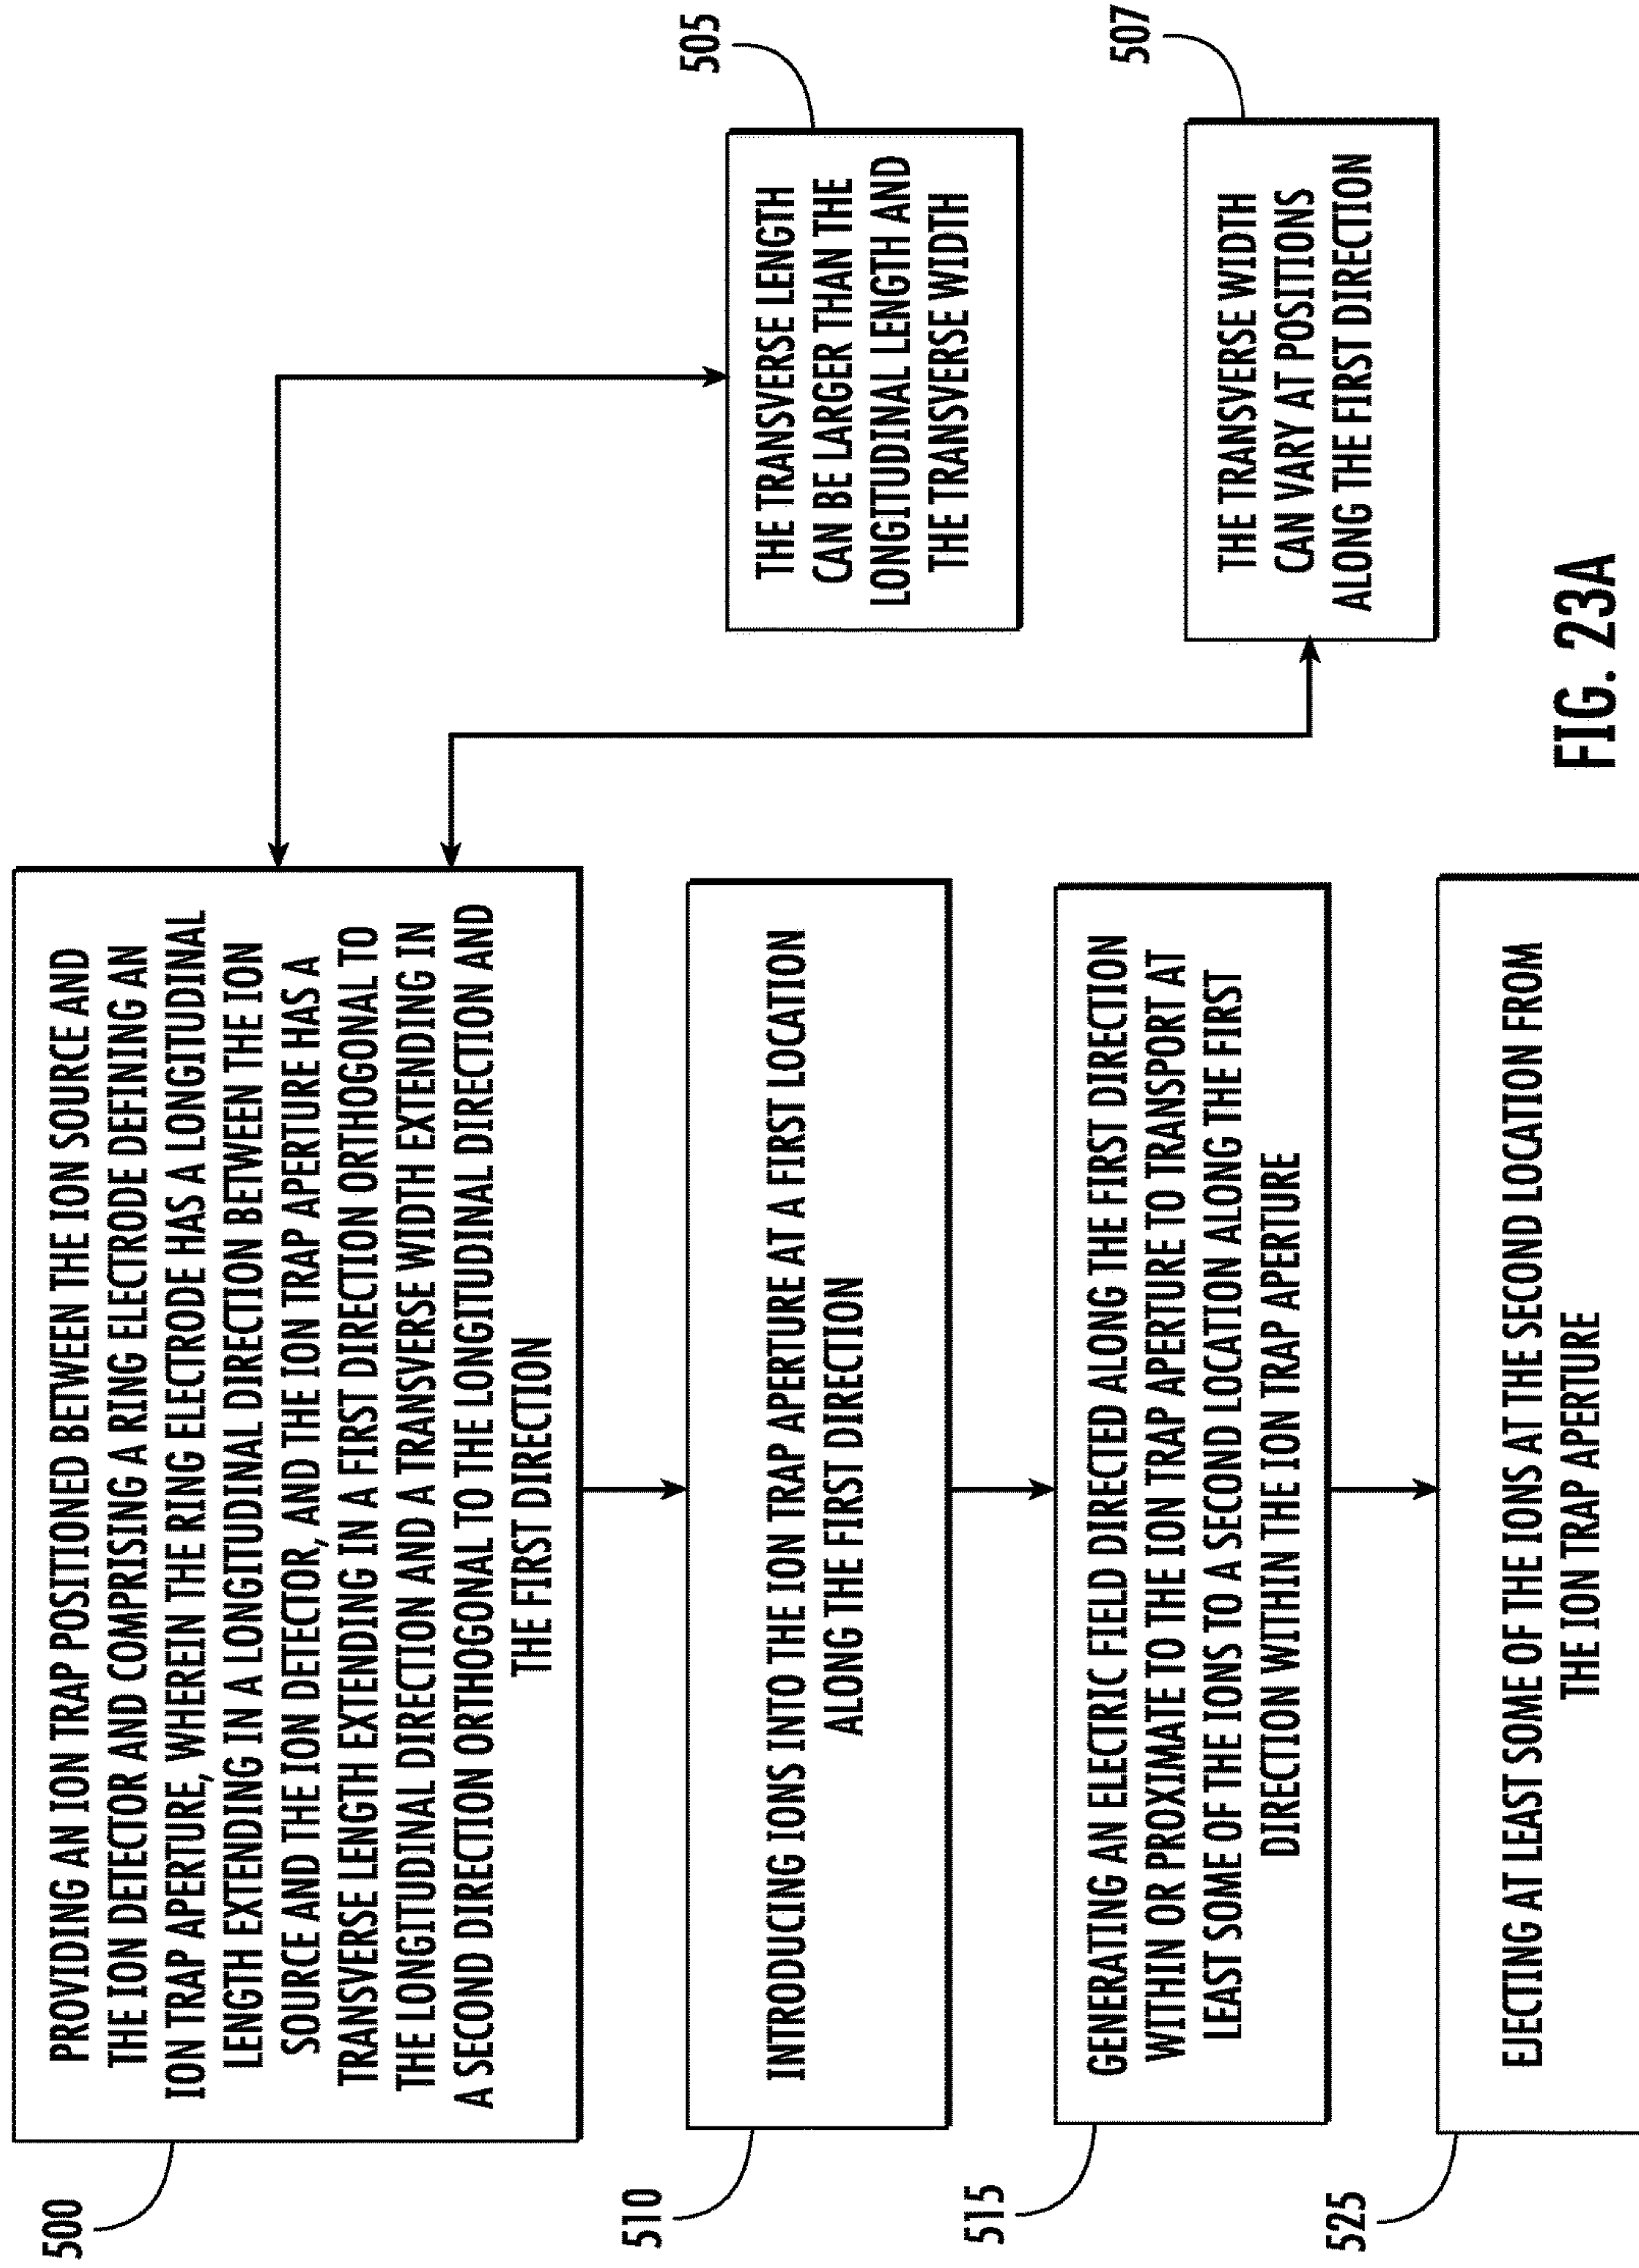 500
PROVIDING AN ION TRAP POSITIONED BETWEEN THE ION SOURCE AND
THE ION DETECTOR AND COMPRISING A RING ELECTRODE DEFINING AN
ION TRAP APERTURE, WHEREIN THE RING ELECTRODE HAS A LONGITUDINAL
LENGTH EXTENDING IN A LONGITUDINAL DIRECTION BETWEEN THE ION
SOURCE AND THE ION DETECTOR, AND THE ION TRAP APERTURE HAS A
TRANSVERSE LENGTH EXTENDING IN A FIRST DIRECTION ORTHOGONAL TO
THE LONGITUDINAL DIRECTION AND A TRANSVERSE WIDTH EXTENDING IN
A SECOND DIRECTION ORTHOGONAL TO THE LONGITUDINAL DIRECTION AND
THE FIRST DIRECTION
505
THE TRANSVERSE LENGTH
CAN BE LARGER THAN THE
LONGITUDINAL LENGTH AND
THE TRANSVERSE WIDTH
507
THE TRANSVERSE WIDTH
CAN VARY AT POSITIONS
ALONG THE FIRST DIRECTION
510
INTRODUCING IONS INTO THE ION TRAP APERTURE AT A FIRST LOCATION
ALONG THE FIRST DIRECTION
515
GENERATING AN ELECTRIC FIELD DIRECTED ALONG THE FIRST DIRECTION
WITHIN OR PROXIMATE TO THE ION TRAP APERTURE TO TRANSPORT AT
LEAST SOME OF THE IONS TO A SECOND LOCATION ALONG THE FIRST
DIRECTION WITHIN THE ION TRAP APERTURE
525
EJECTING AT LEAST SOME OF THE IONS AT THE SECOND LOCATION FROM
THE ION TRAP APERTURE
FIG. 23A